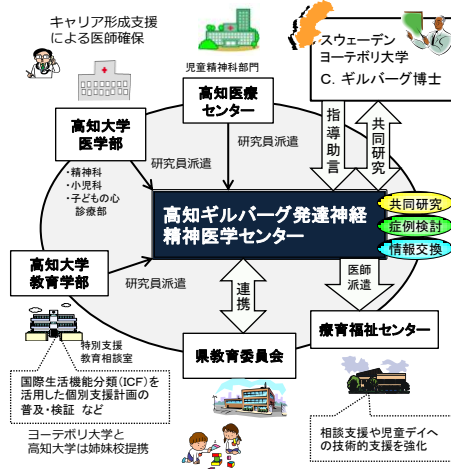 キャリア形成支援
による医師確保
児童精神科部門
高知医療
センター
スウェーデン
ヨーテボリ大学
C. ギルバーグ博士
高知大学
医学部
・精神科
・小児科
・子どもの心
診療部
研究員派遣
研究員派遣
指導助言
共同研究
高知ギルバーグ発達神経
精神医学センター
共同研究
症例検討
情報交換
高知大学
教育学部
研究員派遣
連携
医師
派遣
特別支援
教育相談室
県教育委員会
療育福祉センター
国際生活機能分類(ICF)を
活用した個別支援計画の
普及・検証 など
ヨーテボリ大学と
高知大学は姉妹校提携
相談支援や児童デイへ
の技術的支援を強化